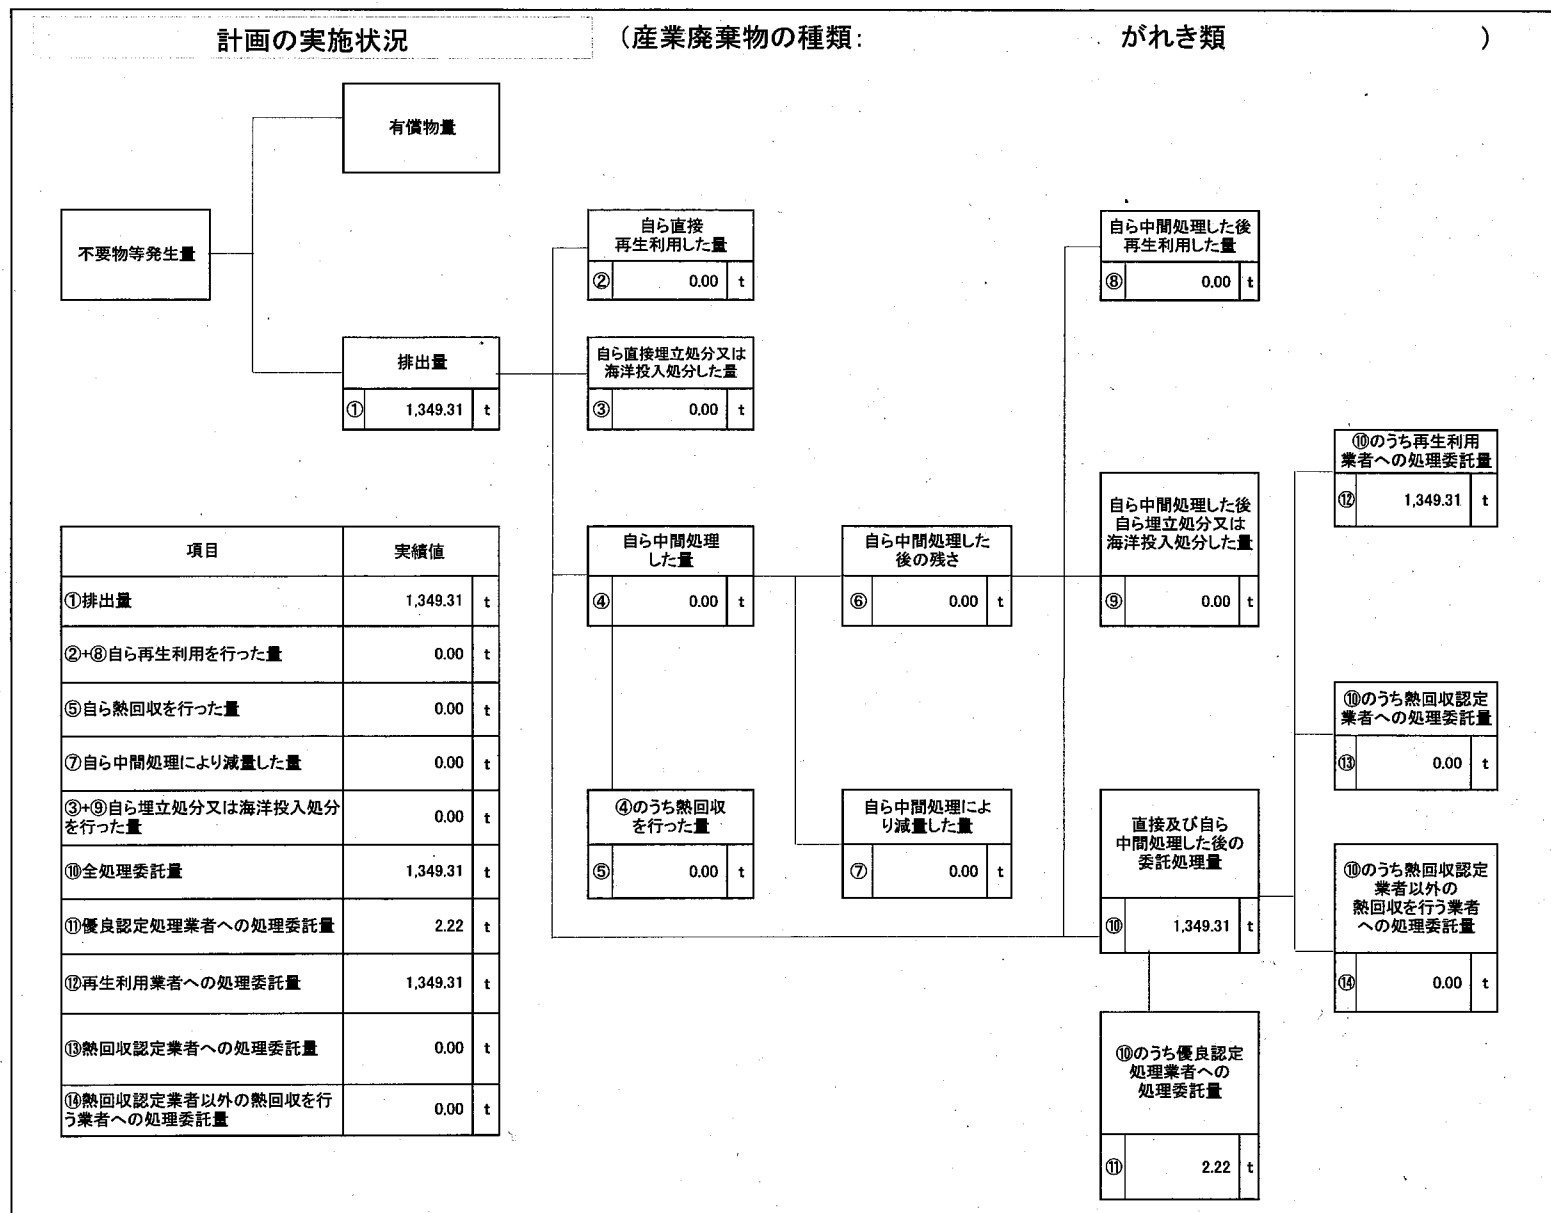 計画の実施状況
（産業廃棄物の種類：　がれき類　）
有償物量
不要物等発生量
排出量
① 1,349.31 t
自ら直接
再生利用した量
② 0.00 t
自ら直接埋立処分又は
海洋投入処分した量
③ 0.00 t
自ら中間処理
した量
④ 0.00 t
④のうち熱回収
を行った量
⑤ 0.00 t
自ら中間処理した
後の残さ
⑥ 0.00 t
自ら中間処理によ
り減量した量
⑦ 0.00 t
自ら中間処理した後
再生利用した量
⑧ 0.00 t
自ら中間処理した後
自ら埋立処分又は
海洋投入処分した量
⑨ 0.00 t
直接及び自ら
中間処理した後の
委託処理量
⑩ 1,349.31 t
⑩のうち優良認定
処理業者への
処理委託量
⑪ 2.22 t
⑩のうち再生利用
業者への処理委託量
⑫ 1,349.31 t
⑩のうち熱回収認定
業者への処理委託量
⑬ 0.00 t
⑩のうち熱回収認定
業者以外の
熱回収を行う業者
への処理委託量
⑭ 0.00 t
項目 実績値
①排出量 1,349.31 t
②+⑧自ら再生利用を行った量 0.00 t
⑤自ら熱回収を行った量 0.00 t
⑦自ら中間処理により減量した量 0.00 t
③+⑨自ら埋立処分又は海洋投入処分
を行った量 0.00 t
⑩全処理委託量 1,349.31 t
⑪優良認定処理業者への処理委託量 2.22 t
⑫再生利用業者への処理委託量 1,349.31 t
⑬熱回収認定業者への処理委託量 0.00 t
⑭熱回収認定業者以外の熱回収を行
う業者への処理委託量 0.00 t